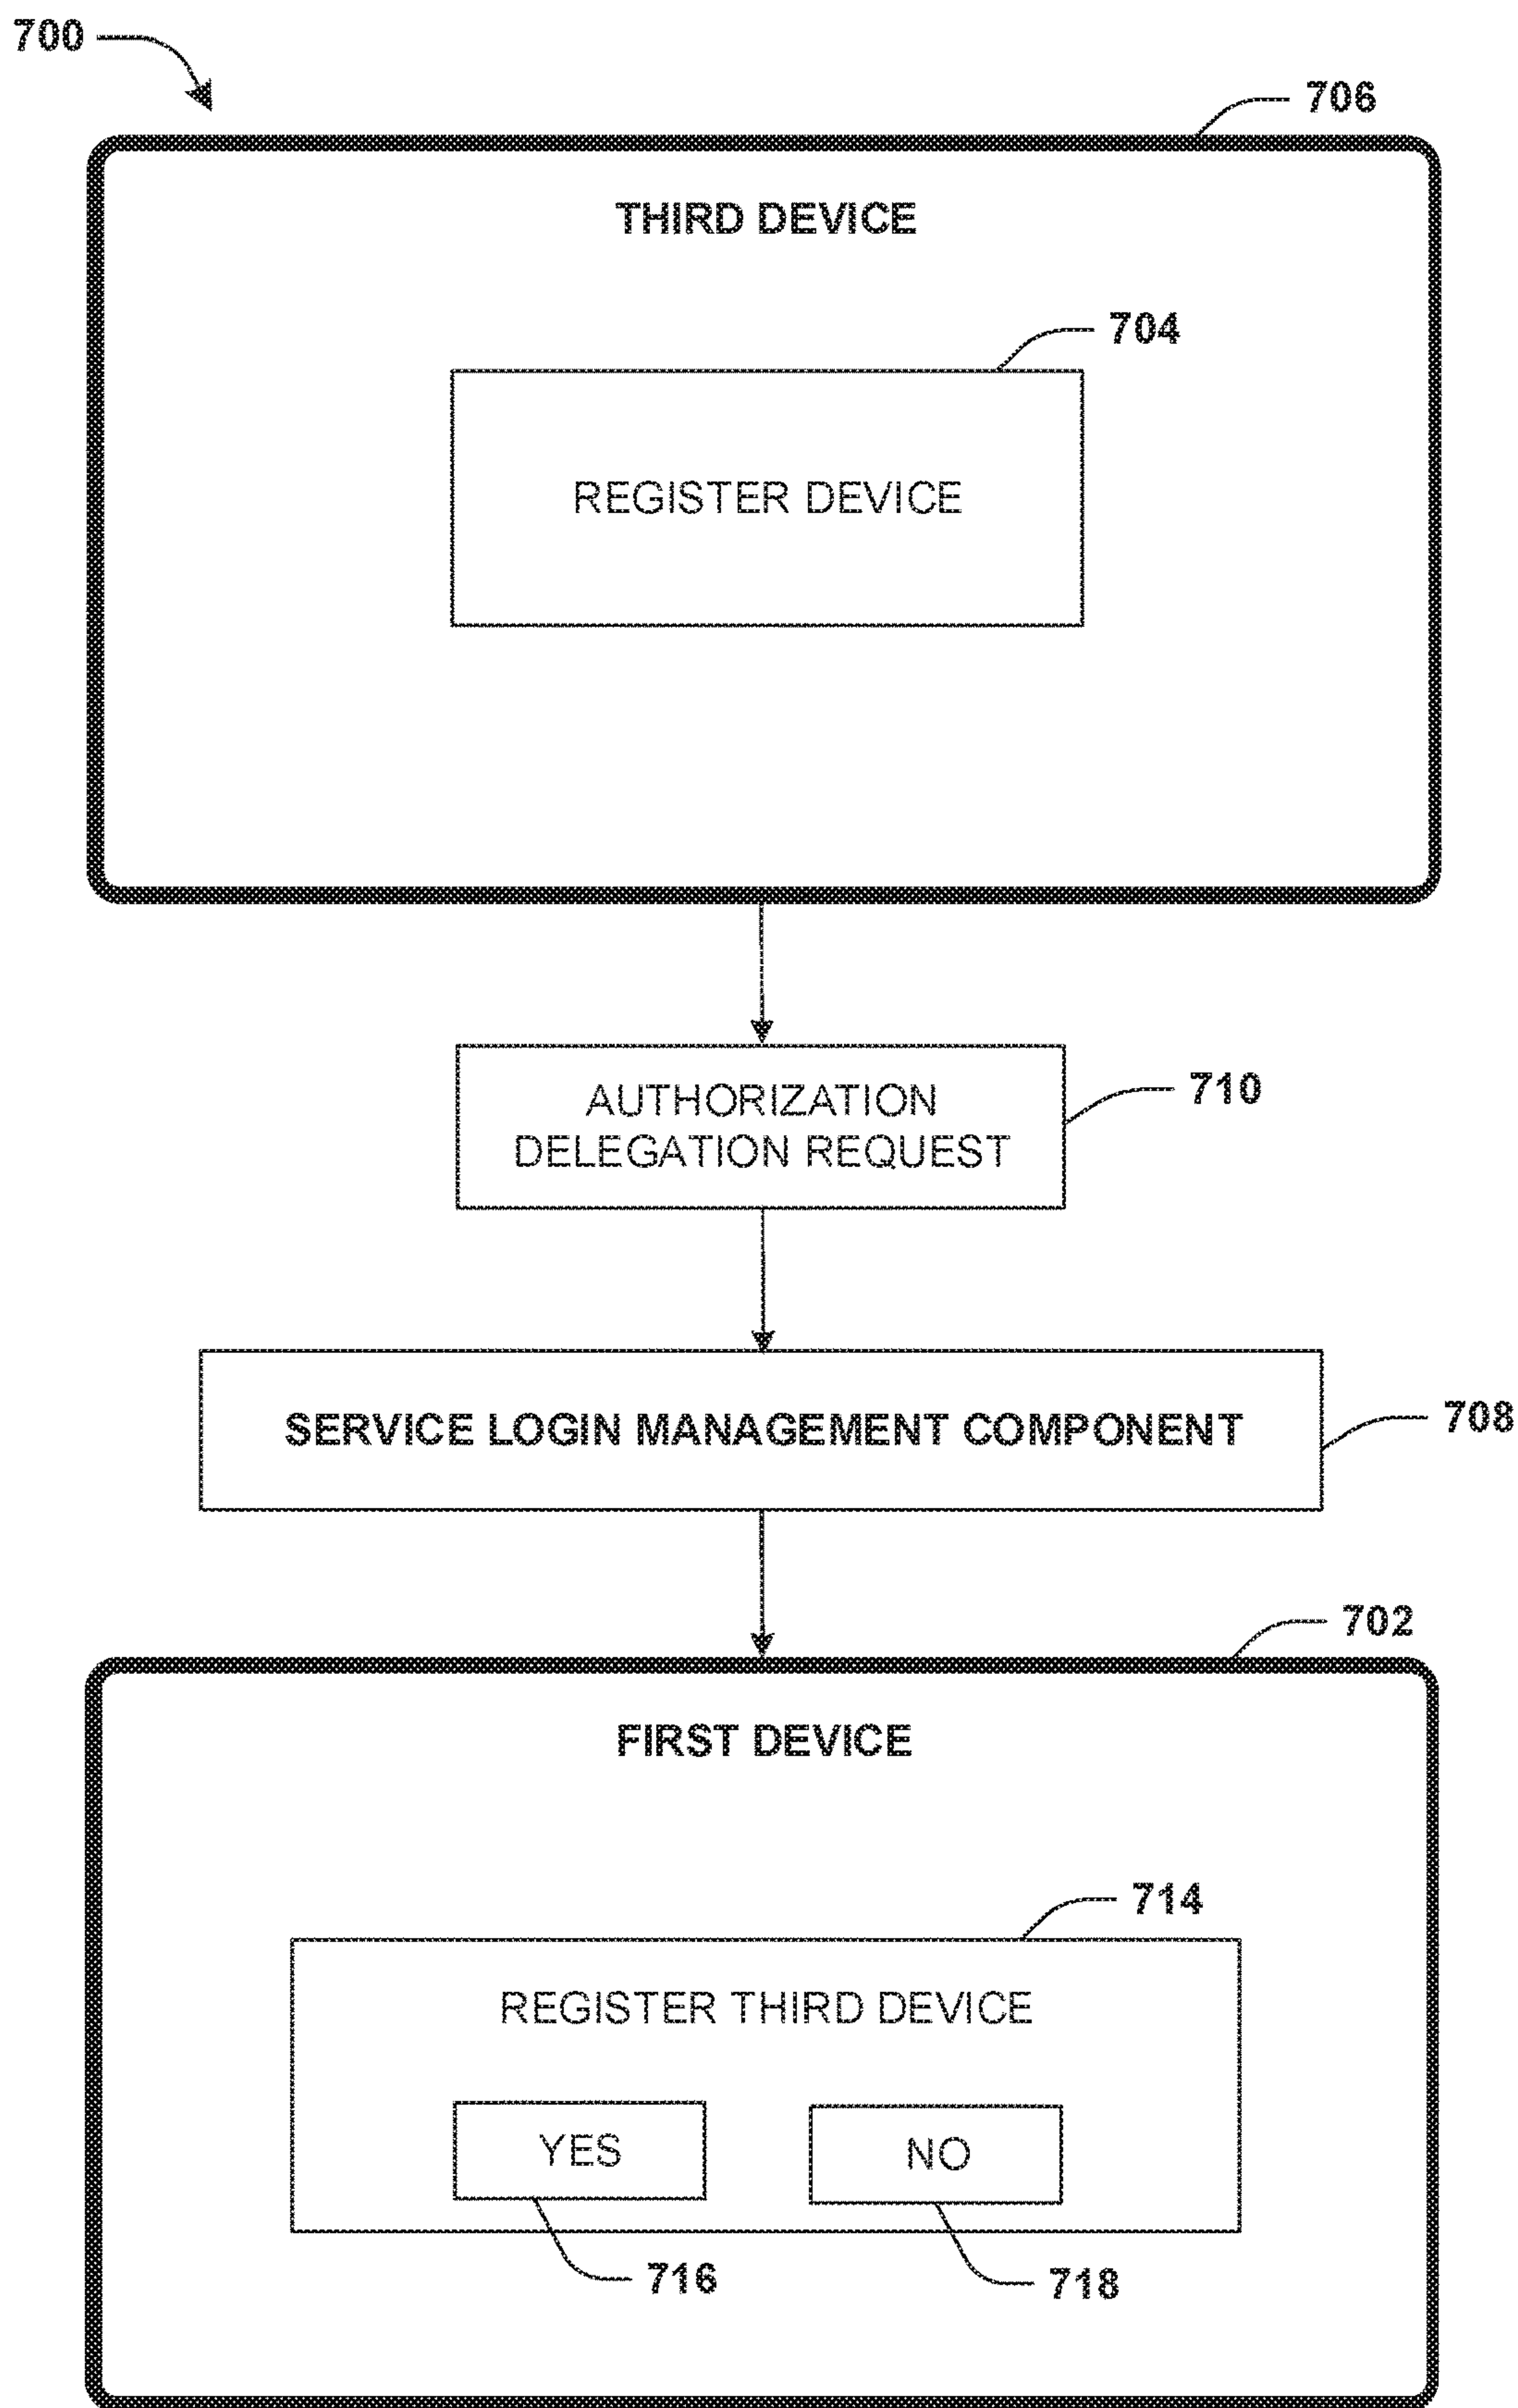 700
706
THIRD DEVICE
704
REGISTER DEVICE
AUTHORIZATION
DELEGATION REQUEST
710
SERVICE LOGIN MANAGEMENT COMPONENT
708
702
FIRST DEVICE
714
REGISTER THIRD DEVICE
YES
NO
716
718